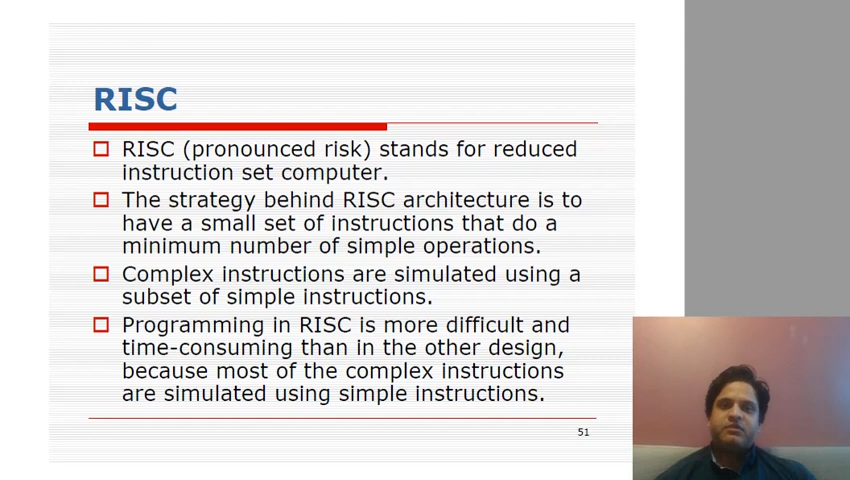 RISC
RISC (pronounced risk) stands for reduced
instruction set computer.
The strategy behind RISC architecture is to
have a small set of instructions that do a
minimum number of simple operations.
Complex instructions are simulated using a
subset of simple instructions.
Programming in RISC is more difficult and
time-consuming than in the other design,
because most of the complex instructions
are simulated using simple instructions.
51